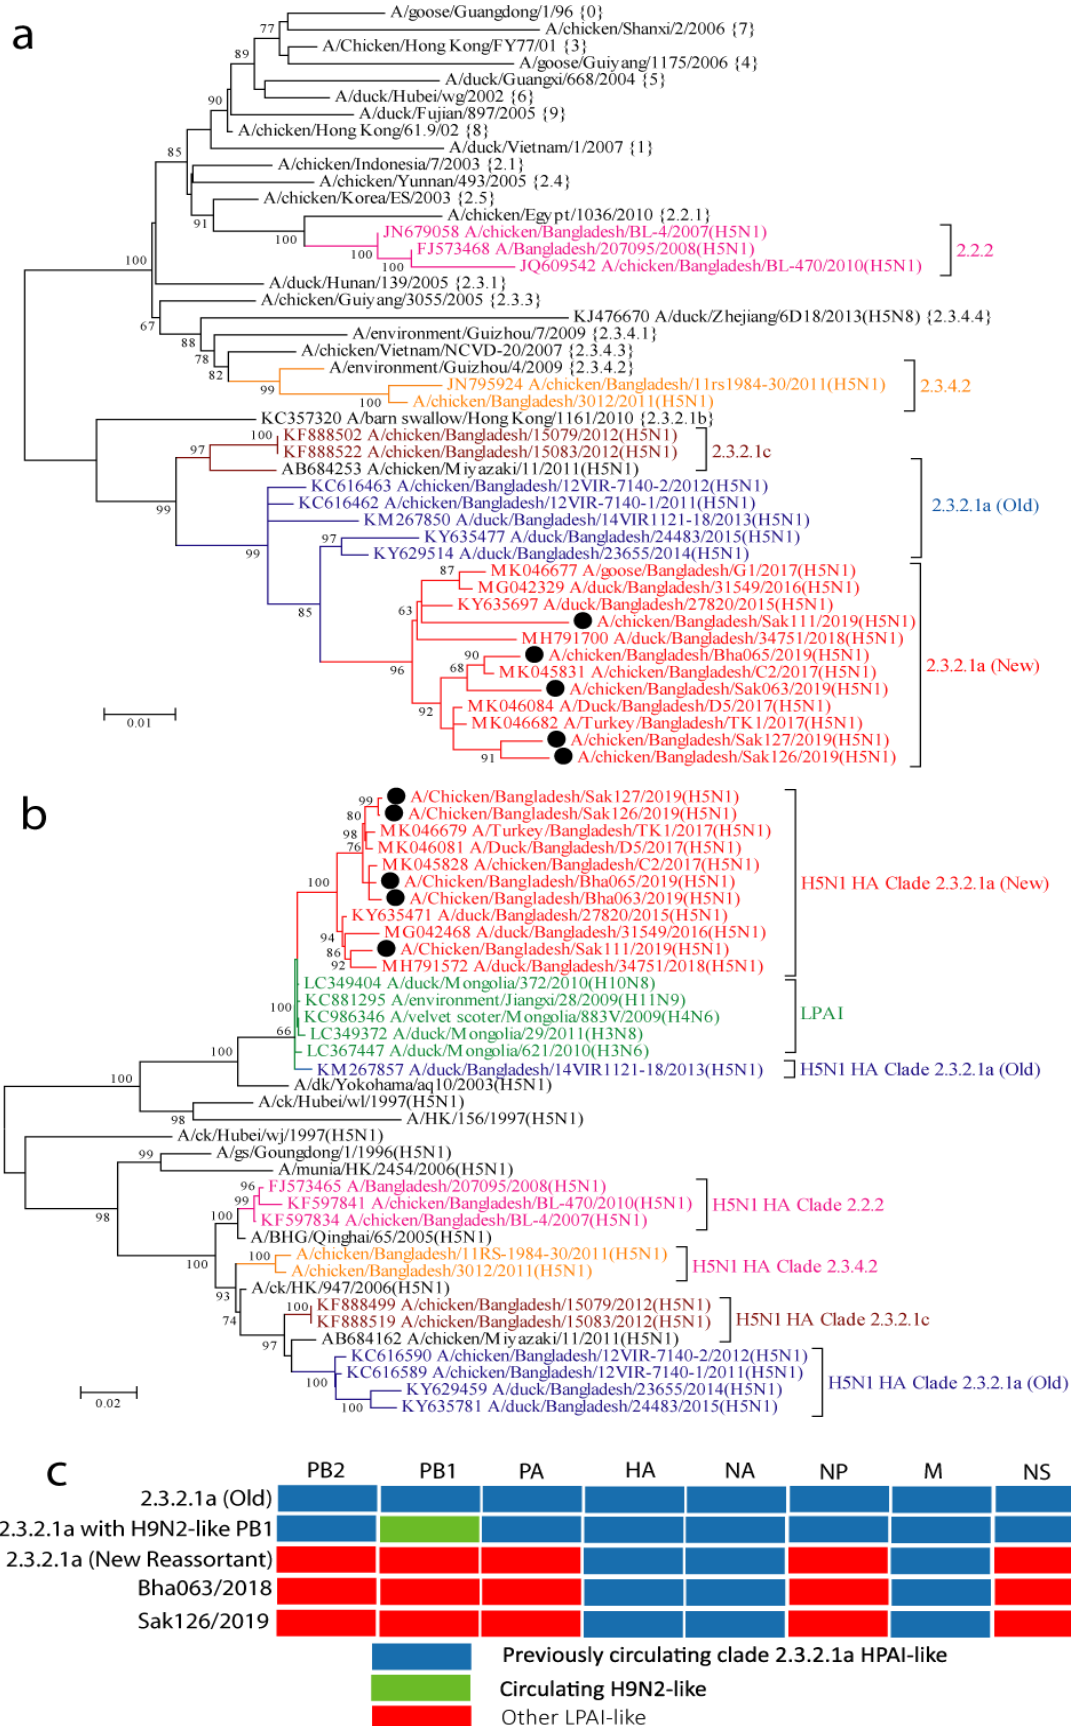 a
A/goose/Guangdong/1/96 {0}
77
A/chicken/Shanxi/2/2006 {7}
A/Chicken/Hong Kong/FY77/01 {3}
89
A/goose/Guiyang/1175/2006 {4}
A/duck/Guangxi/668/2004 {5}
90
A/duck/Hubei/wg/2002 {6}
A/duck/Fujian/897/2005 {9}
A/chicken/Hong Kong/61.9/02 {8}
85
A/duck/Vietnam/1/2007 {1}
A/chicken/Indonesia/7/2003 {2.1}
A/chicken/Yunnan/493/2005 {2.4}
A/chicken/Korea/ES/2003 {2.5}
91
A/chicken/Egypt/1036/2010 {2.2.1}
100
JN679058 A/chicken/Bangladesh/BL-4/2007(H5N1)
100
FJ573468 A/Bangladesh/207095/2008(H5N1)
2.2.2
100
JQ609542 A/chicken/Bangladesh/BL-470/2010(H5N1)
100
A/duck/Hunan/139/2005 {2.3.1}
A/chicken/Guiyang/3055/2005 {2.3.3}
67
KJ476670 A/duck/Zhejiang/6D18/2013(H5N8) {2.3.4.4}
88
A/environment/Guizhou/7/2009 {2.3.4.1}
78
A/chicken/Vietnam/NCVD-20/2007 {2.3.4.3}
82
A/environment/Guizhou/4/2009 {2.3.4.2}
99
JN795924 A/chicken/Bangladesh/11rs1984-30/2011(H5N1)
2.3.4.2
100
A/chicken/Bangladesh/3012/2011(H5N1)
KC357320 A/barn swallow/Hong Kong/1161/2010 {2.3.2.1b}
100
KF888502 A/chicken/Bangladesh/15079/2012(H5N1)
97
KF888522 A/chicken/Bangladesh/15083/2012(H5N1)
2.3.2.1c
AB684253 A/chicken/Miyazaki/11/2011(H5N1)
99
KC616463 A/chicken/Bangladesh/12VIR-7140-2/2012(H5N1)
KC616462 A/chicken/Bangladesh/12VIR-7140-1/2011(H5N1)
2.3.2.1a (Old)
KM267850 A/duck/Bangladesh/14VIR1121-18/2013(H5N1)
99
97
KY635477 A/duck/Bangladesh/24483/2015(H5N1)
KY629514 A/duck/Bangladesh/23655/2014(H5N1)
85
87
MK046677 A/goose/Bangladesh/G1/2017(H5N1)
MG042329 A/duck/Bangladesh/31549/2016(H5N1)
63
KY635697 A/duck/Bangladesh/27820/2015(H5N1)
A/chicken/Bangladesh/Sak111/2019(H5N1)
MH791700 A/duck/Bangladesh/34751/2018(H5N1)
96
90
A/chicken/Bangladesh/Bha065/2019(H5N1)
68
MK045831 A/chicken/Bangladesh/C2/2017(H5N1)
2.3.2.1a (New)
A/chicken/Bangladesh/Sak063/2019(H5N1)
92
MK046084 A/Duck/Bangladesh/D5/2017(H5N1)
MK046682 A/Turkey/Bangladesh/TK1/2017(H5N1)
A/chicken/Bangladesh/Sak127/2019(H5N1)
91
A/chicken/Bangladesh/Sak126/2019(H5N1)
0.01
b
99
A/Chicken/Bangladesh/Sak127/2019(H5N1)
80
A/Chicken/Bangladesh/Sak126/2019(H5N1)
98
MK046679 A/Turkey/Bangladesh/TK1/2017(H5N1)
76
MK046081 A/Duck/Bangladesh/D5/2017(H5N1)
MK045828 A/chicken/Bangladesh/C2/2017(H5N1)
100
A/Chicken/Bangladesh/Bha065/2019(H5N1)
H5N1 HA Clade 2.3.2.1a (New)
A/Chicken/Bangladesh/Bha063/2019(H5N1)
KY635471 A/duck/Bangladesh/27820/2015(H5N1)
94
MG042468 A/duck/Bangladesh/31549/2016(H5N1)
86
A/Chicken/Bangladesh/Sak111/2019(H5N1)
92
MH791572 A/duck/Bangladesh/34751/2018(H5N1)
LC349404 A/duck/Mongolia/372/2010(H10N8)
KC881295 A/environment/Jiangxi/28/2009(H11N9)
100
KC986346 A/velvet scoter/Mongolia/883V/2009(H4N6)
LPAI
66
LC349372 A/duck/Mongolia/29/2011(H3N8)
LC367447 A/duck/Mongolia/621/2010(H3N6)
100
KM267857 A/duck/Bangladesh/14VIR1121-18/2013(H5N1)
H5N1 HA Clade 2.3.2.1a (Old)
100
A/dk/Yokohama/aq10/2003(H5N1)
A/ck/Hubei/wl/1997(H5N1)
98
A/HK/156/1997(H5N1)
A/ck/Hubei/wj/1997(H5N1)
99
A/gs/Goungdong/1/1996(H5N1)
A/munia/HK/2454/2006(H5N1)
98
96
FJ573465 A/Bangladesh/207095/2008(H5N1)
99
KF597841 A/chicken/Bangladesh/BL-470/2010(H5N1)
H5N1 HA Clade 2.2.2
100
KF597834 A/chicken/Bangladesh/BL-4/2007(H5N1)
A/BHG/Qinghai/65/2005(H5N1)
100
100
A/chicken/Bangladesh/11RS-1984-30/2011(H5N1)
H5N1 HA Clade 2.3.4.2
A/chicken/Bangladesh/3012/2011(H5N1)
93
A/ck/HK/947/2006(H5N1)
74
100
KF888499 A/chicken/Bangladesh/15079/2012(H5N1)
KF888519 A/chicken/Bangladesh/15083/2012(H5N1)
H5N1 HA Clade 2.3.2.1c
97
AB684162 A/chicken/Miyazaki/11/2011(H5N1)
KC616590 A/chicken/Bangladesh/12VIR-7140-2/2012(H5N1)
100
KC616589 A/chicken/Bangladesh/12VIR-7140-1/2011(H5N1)
H5N1 HA Clade 2.3.2.1a (Old)
KY629459 A/duck/Bangladesh/23655/2014(H5N1)
100
KY635781 A/duck/Bangladesh/24483/2015(H5N1)
0.02
c
PB2 PB1 PA HA NA NP M NS
2.3.2.1a (Old)
2.3.2.1a with H9N2-like PB1
2.3.2.1a (New Reassortant)
Bha063/2018
Sak126/2019
Previously circulating clade 2.3.2.1a HPAI-like
Circulating H9N2-like
Other LPAI-like